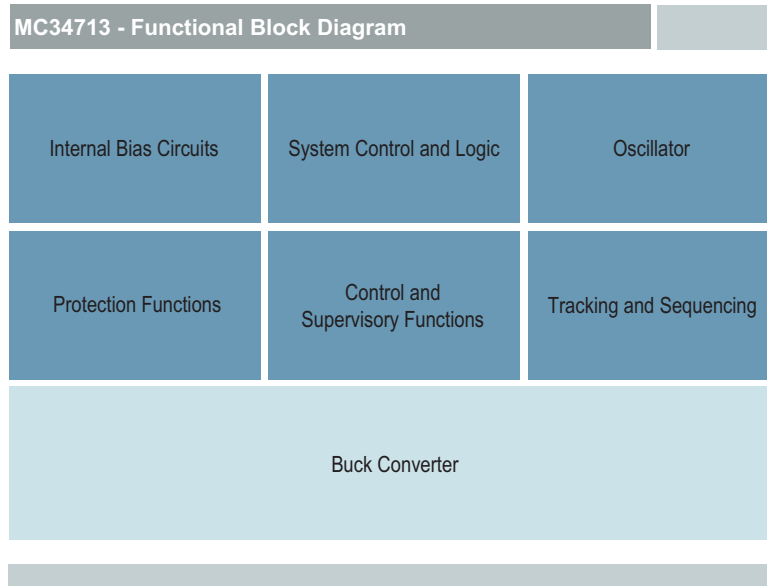 MC34713 - Functional Block Diagram
Internal Bias Circuits
System Control and Logic
Oscillator
Protection Functions
Control and
Supervisory Functions
Tracking and Sequencing
Buck Converter